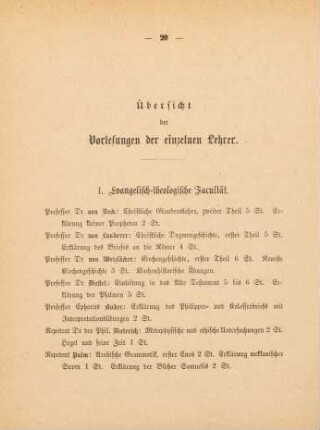 — 20 —
Übersicht
der
Vorlesungen der einzelnen Lehrer.
I. Evangelisch-theologische Facultät.
Professor Dr von Beck: Christliche Glaubenslehre, zweiter Theil 5 St. Er-
klärung kleiner Propheten 2 St.
Professor Dr von Landerer: Christliche Dogmengeschichte, erster Theil 5 St.
Erklärung des Briefes an die Römer 4 St.
Professor Dr von Weizsäcker: Kirchengeschichte, erster Theil 6 St. Neueste
Kirchengeschichte 3 St. Kirchenhistorische Übungen.
Professor Dr Diestel: Einleitung in das Alte Testament 5 bis 6 St. Erklärung
der Psalmen 5 St.
Professor Ephorus Buder: Erklärung des Philipper- und Kolosserbriefs mit
Interpretationsübungen 2 St.
Repetent Dr der Phil. Dieterich: Metaphysische und ethische Untersuchungen 2 St.
Hegel und seine Zeit 1 St.
Repetent Palm: Arabische Grammatik, erster Curs 2 St. Erklärung mekkanischer
Suren 1 St. Erklärung der Bücher Samuelis 2 St.